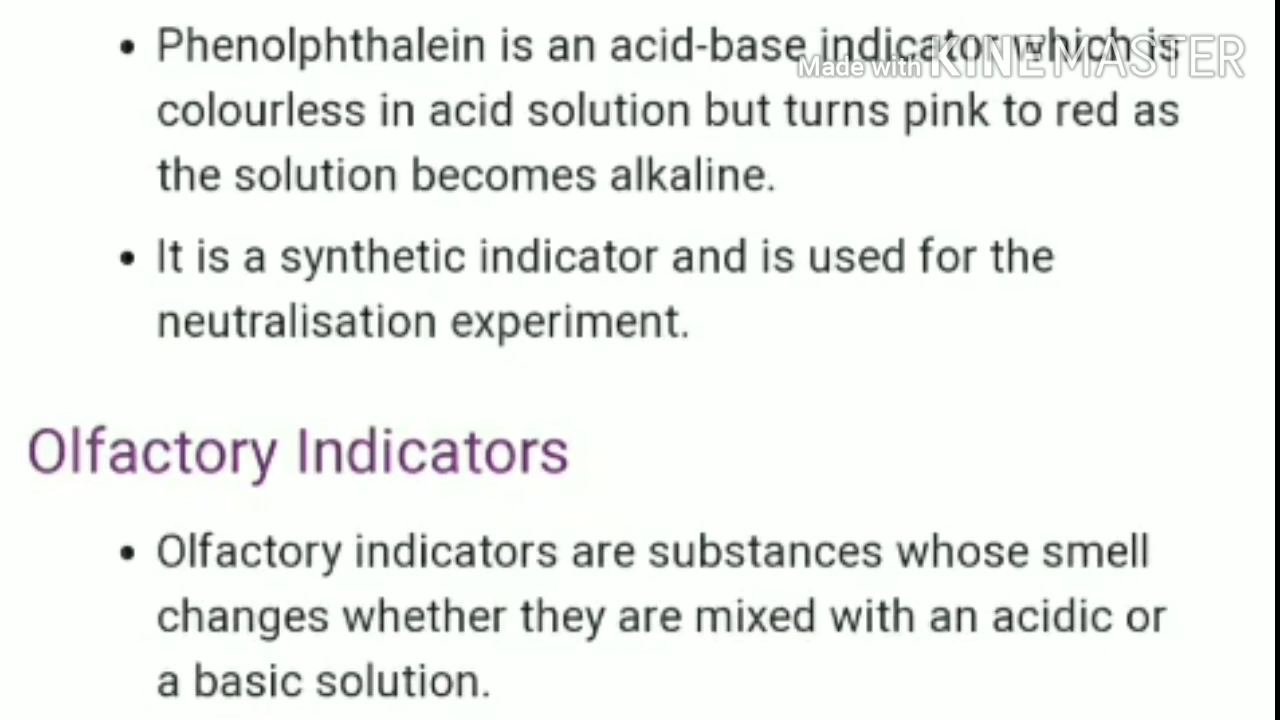 • Phenolphthalein is an acid-base indicator which is
Made with KINEMASTER
colourless in acid solution but turns pink to red as
the solution becomes alkaline.
• It is a synthetic indicator and is used for the
neutralisation experiment.
Olfactory Indicators
• Olfactory indicators are substances whose smell
changes whether they are mixed with an acidic or
a basic solution.